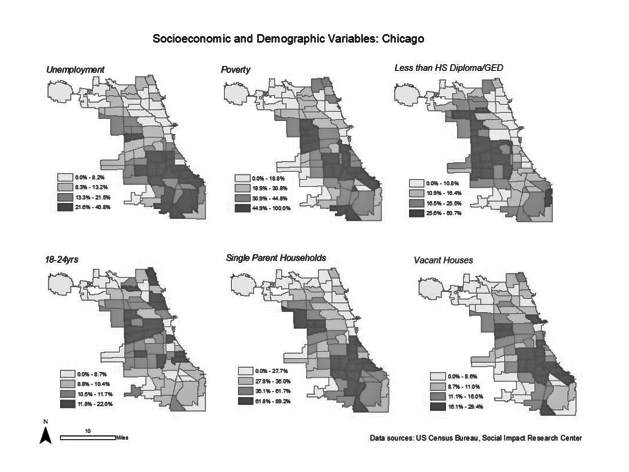 Socioeconomic and Demographic Variables: Chicago
Unemployment
0.0% - 8.2%
8.3% - 13.2%
13.3% - 21.5%
21.6% - 40.8%
Poverty
0.0% - 18.8%
18.9% - 30.8%
30.9% - 44.8%
44.9% - 100.0%
Less than HS Diploma/GED
0.0% - 10.8%
10.9% - 16.4%
16.5% - 25.5%
25.6% - 50.7%
18-24yrs
0.0% - 8.7%
8.8% - 10.4%
10.5% - 11.7%
11.8% - 22.0%
Single Parent Households
0.0% - 27.7%
27.8% - 36.0%
36.1% - 61.7%
61.8% - 89.2%
Vacant Houses
0.0% - 8.6%
8.7% - 11.0%
11.1% - 16.0%
16.1% - 29.4%
N
10
Miles
Data sources: US Census Bureau, Social Impact Research Center